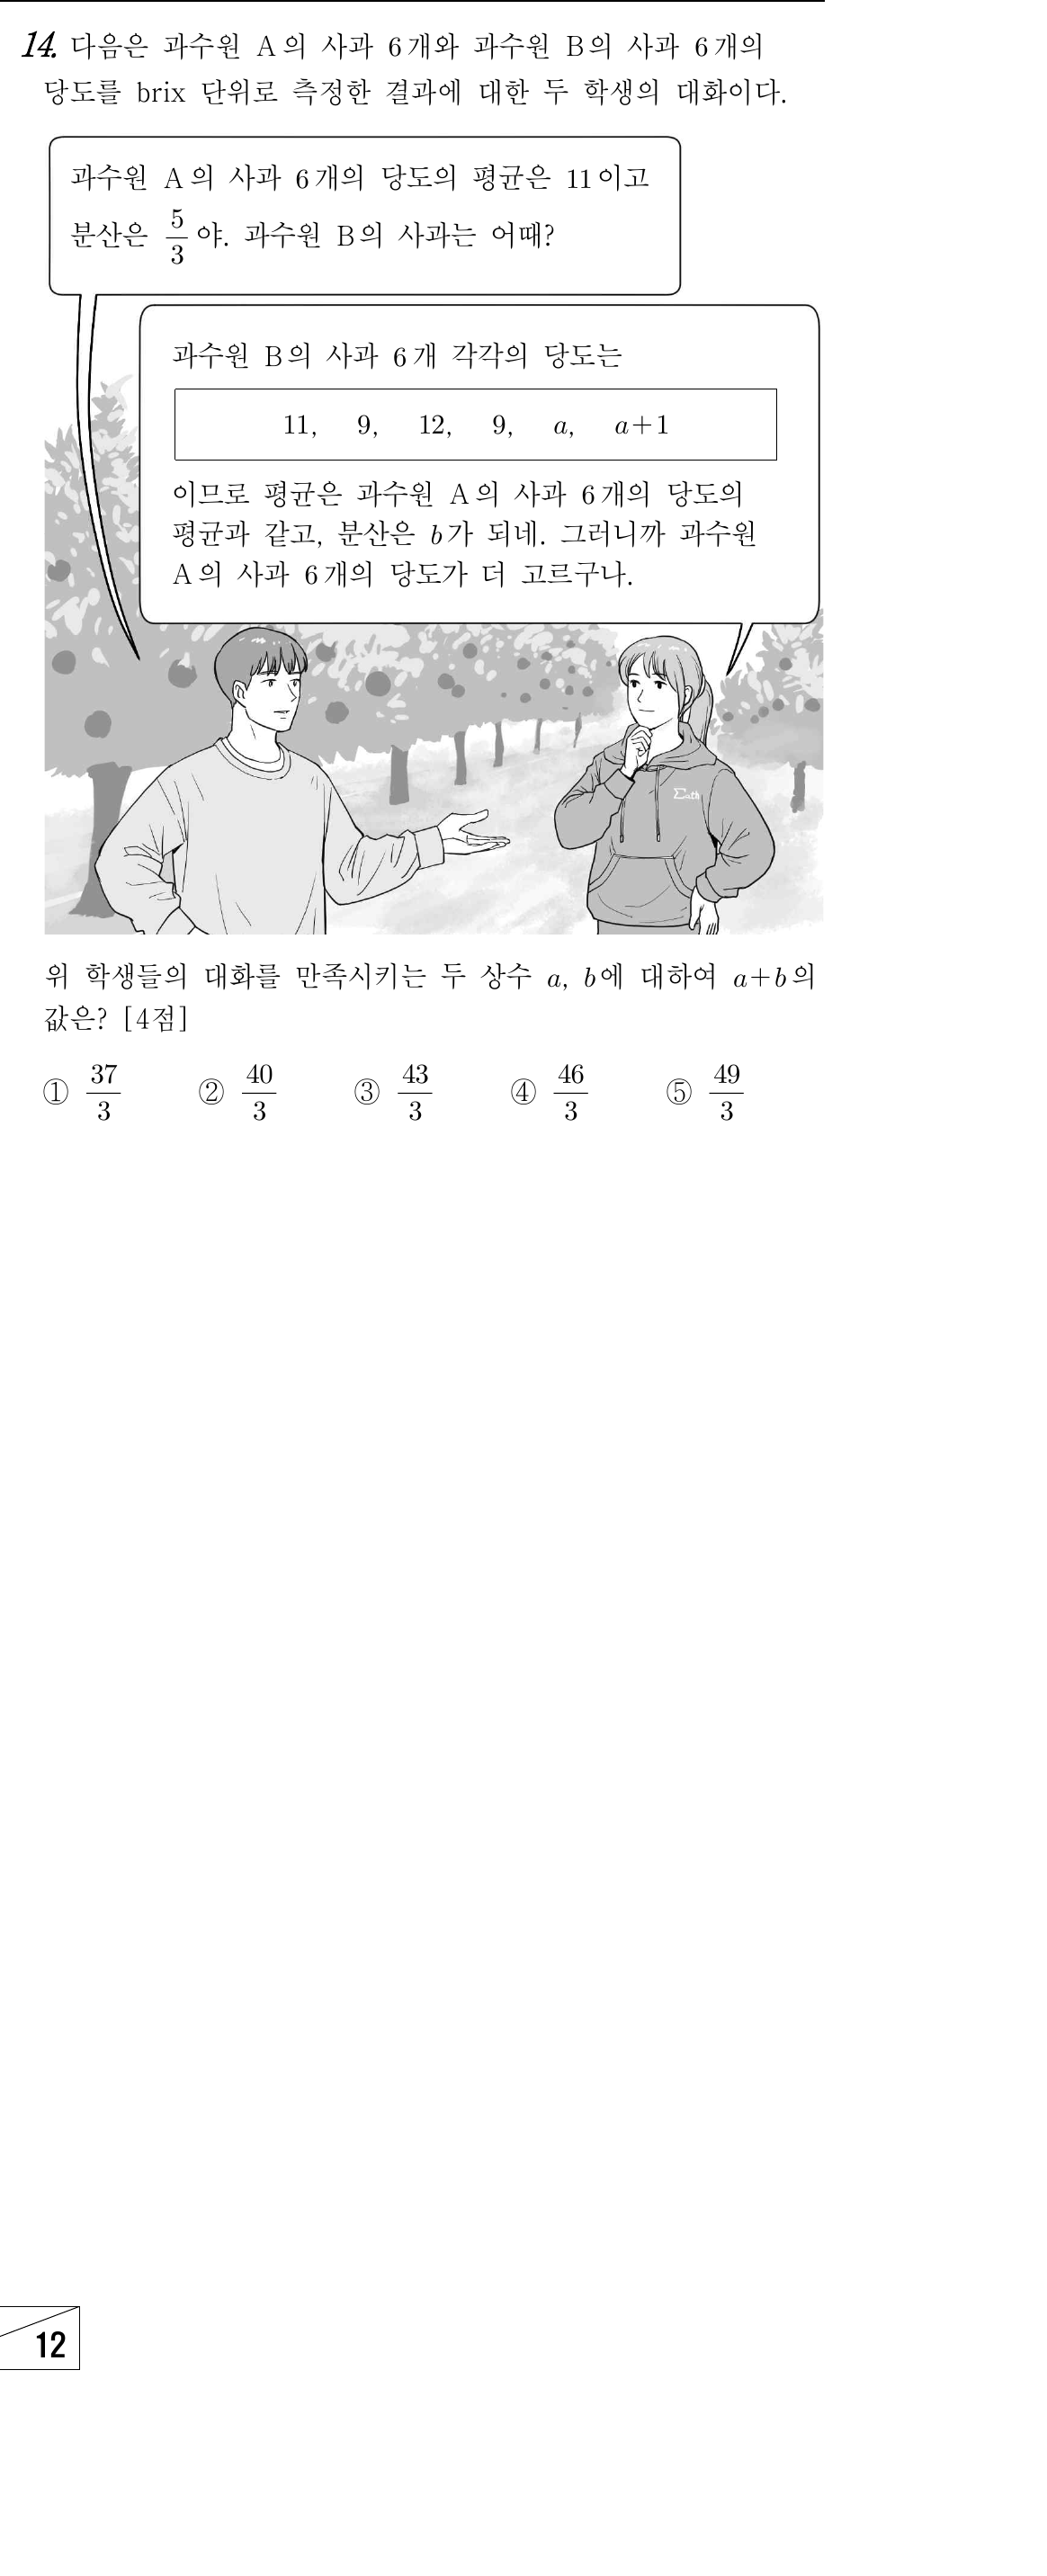 14. 다음은 과수원 A의 사과 6개와 과수원 B의 사과 6개의
당도를 brix 단위로 측정한 결과에 대한 두 학생의 대화이다.
과수원 A의 사과 6개의 당도의 평균은 11이고
분산은 5/3야. 과수원 B의 사과는 어때?
과수원 B의 사과 6개 각각의 당도는
11, 9, 12, 9, a, a+1
이므로 평균은 과수원 A의 사과 6개의 당도의
평균과 같고, 분산은 b가 되네. 그러니까 과수원
A의 사과 6개의 당도가 더 고르구나.
Σath
위 학생들의 대화를 만족시키는 두 상수 a, b에 대하여 a+b의
값은? [4점]
① 37/3 ② 40/3 ③ 43/3 ④ 46/3 ⑤ 49/3
12